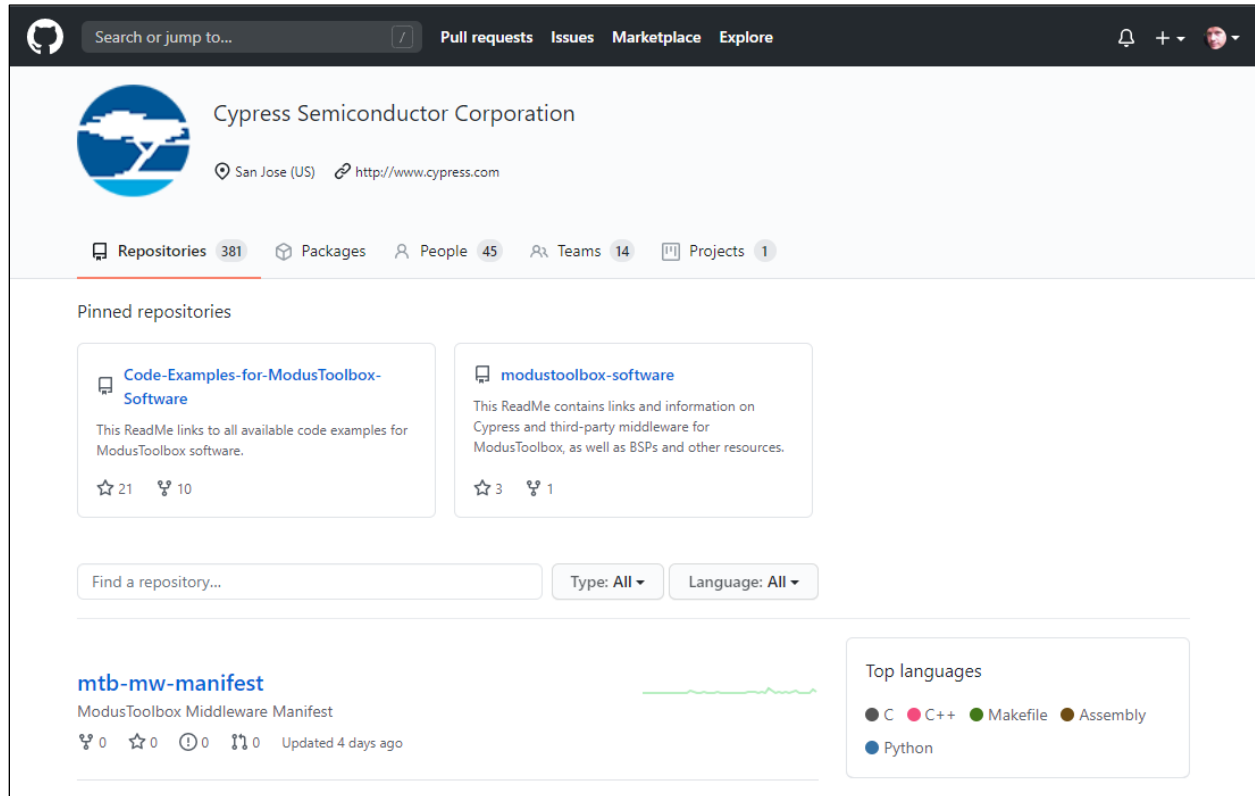 Search or jump to... /
Pull requests Issues Marketplace Explore
Cypress Semiconductor Corporation
San Jose (US) http://www.cypress.com
Repositories 381 Packages People 45 Teams 14 Projects 1
Pinned repositories
Code-Examples-for-ModusToolbox-
Software
This ReadMe links to all available code examples for
ModusToolbox software.
21 10
modustoolbox-software
This ReadMe contains links and information on
Cypress and third-party middleware for
ModusToolbox, as well as BSPs and other resources.
3 1
Find a repository... Type: All Language: All
mtb-mw-manifest
ModusToolbox Middleware Manifest
0 0 0 0 Updated 4 days ago
Top languages
C C++ Makefile Assembly
Python